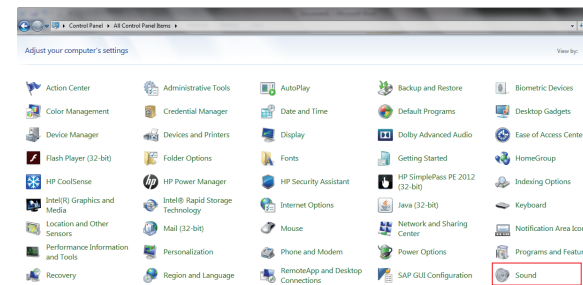 Control Panel ▸ All Control Panel Items ▸
Adjust your computer's settings
View by:
Action Center
Administrative Tools
AutoPlay
Backup and Restore
Biometric Devices
Color Management
Credential Manager
Date and Time
Default Programs
Desktop Gadgets
Device Manager
Devices and Printers
Display
Dolby Advanced Audio
Ease of Access Cente
Flash Player (32-bit)
Folder Options
Fonts
Getting Started
HomeGroup
HP CoolSense
HP Power Manager
HP Security Assistant
HP SimplePass PE 2012
(32-bit)
Indexing Options
Intel(R) Graphics and
Media
Intel® Rapid Storage
Technology
Internet Options
Java (32-bit)
Keyboard
Location and Other
Sensors
Mail (32-bit)
Mouse
Network and Sharing
Center
Notification Area Ico
Performance Information
and Tools
Personalization
Phone and Modem
Power Options
Programs and Featur
Recovery
Region and Language
RemoteApp and Desktop
Connections
SAP GUI Configuration
Sound